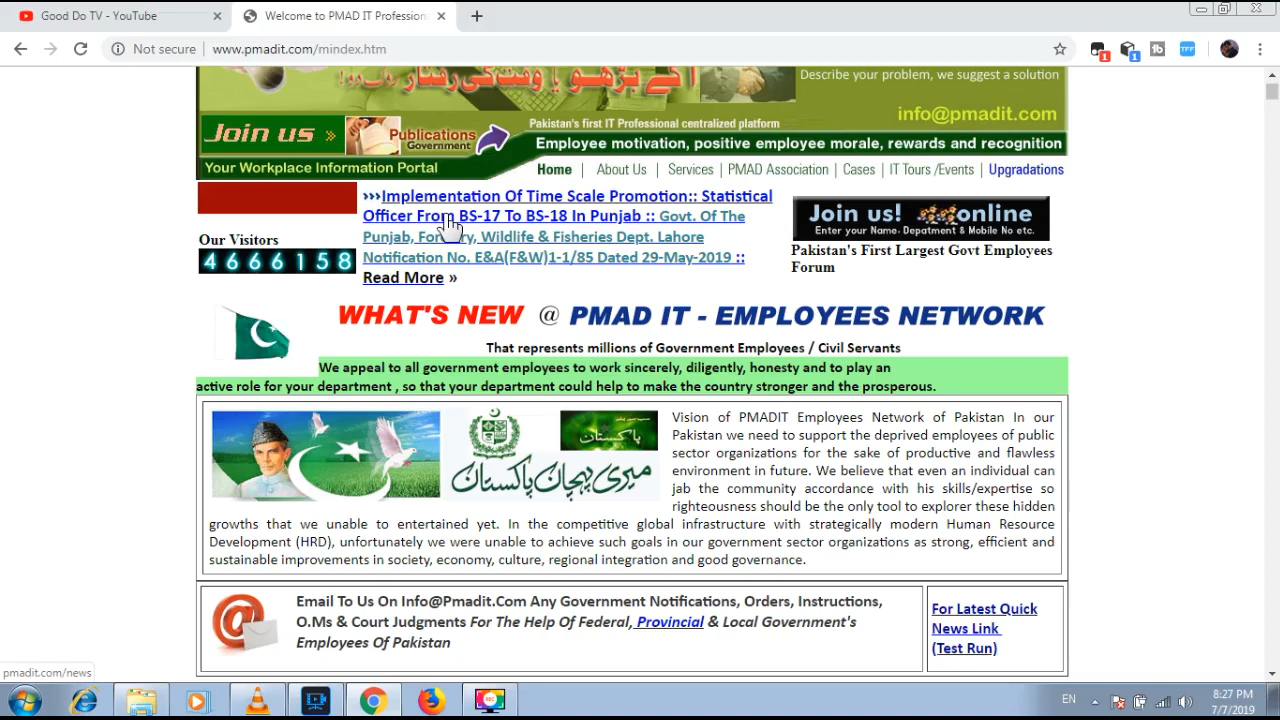 Good Do TV - YouTube
Welcome to PMAD IT Profession
Not secure
www.pmadit.com/mindex.htm
1
1
tb
TFF
آگے بڑھو یا وقت کی رفتار روک دو!
Describe your problem, we suggest a solution
info@pmadit.com
Join us »
Publications
Government
Pakistan's first IT Professional centralized platform
Employee motivation, positive employee morale, rewards and recognition
Your Workplace Information Portal
Home | About Us | Services | PMAD Association | Cases | IT Tours /Events | Upgradations
›››Implementation Of Time Scale Promotion:: Statistical
Officer From BS-17 To BS-18 In Punjab :: Govt. Of The
Punjab, Forestry, Wildlife & Fisheries Dept. Lahore
Notification No. E&A(F&W)1-1/85 Dated 29-May-2019 ::
Read More »
Our Visitors
4666158
Join us! online
Enter your Name. Depatment & Mobile No etc.
Pakistan's First Largest Govt Employees
Forum
WHAT'S NEW @ PMAD IT - EMPLOYEES NETWORK
That represents millions of Government Employees / Civil Servants
We appeal to all government employees to work sincerely, diligently, honesty and to play an
active role for your department , so that your department could help to make the country stronger and the prosperous.
پاکستان
میری پہچان پاکستان
Vision of PMADIT Employees Network of Pakistan In our
Pakistan we need to support the deprived employees of public
sector organizations for the sake of productive and flawless
environment in future. We believe that even an individual can
jab the community accordance with his skills/expertise so
righteousness should be the only tool to explorer these hidden
growths that we unable to entertained yet. In the competitive global infrastructure with strategically modern Human Resource
Development (HRD), unfortunately we were unable to achieve such goals in our government sector organizations as strong, efficient and
sustainable improvements in society, economy, culture, regional integration and good governance.
Email To Us On Info@Pmadit.Com Any Government Notifications, Orders, Instructions,
O.Ms & Court Judgments For The Help Of Federal, Provincial & Local Government's
Employees Of Pakistan
For Latest Quick
News Link
(Test Run)
pmadit.com/news
REC
EN
8:27 PM
7/7/2019